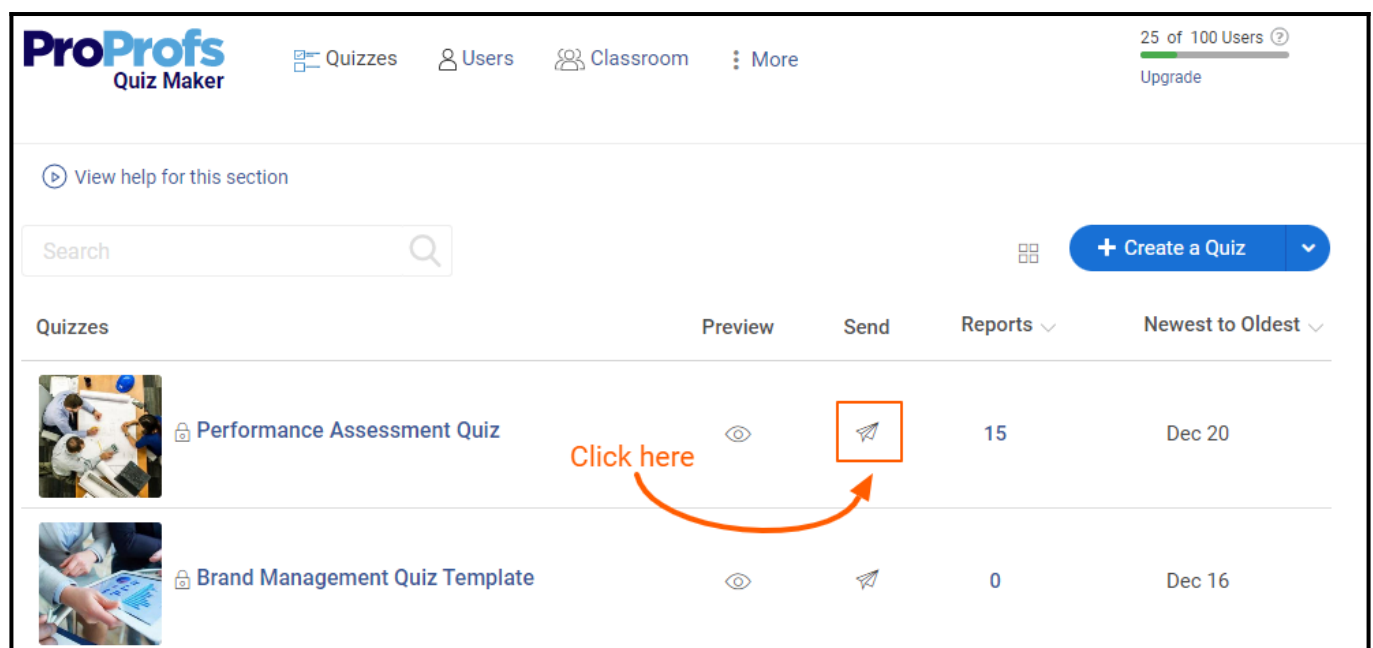 ProProfs
Quiz Maker
Quizzes
Users
Classroom
More
25 of 100 Users
Upgrade
View help for this section
Search
+ Create a Quiz
Quizzes
Preview
Send
Reports
Newest to Oldest
Performance Assessment Quiz
Click here
15
Dec 20
Brand Management Quiz Template
0
Dec 16